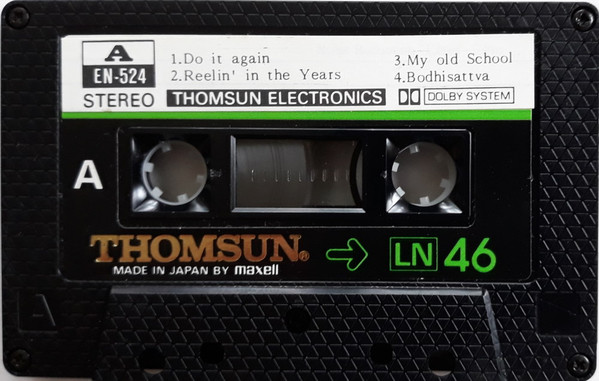 A
EN-524
STEREO
1.Do it again
2.Reelin' in the Years
3.My old School
4.Bodhisattva
THOMSUN ELECTRONICS
DOLBY SYSTEM
A
THOMSUN®
MADE IN JAPAN BY maxell
LN 46
A